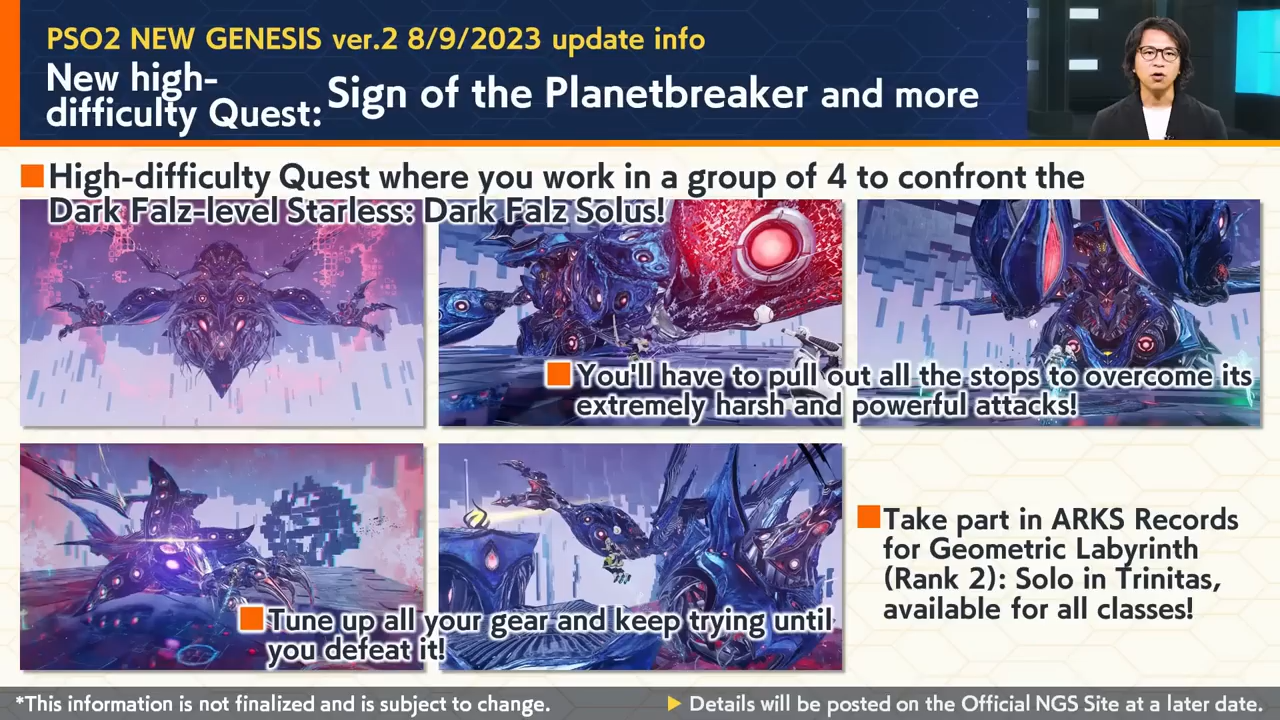 PSO2 NEW GENESIS ver.2 8/9/2023 update info
New high-
difficulty Quest: Sign of the Planetbreaker and more
High-difficulty Quest where you work in a group of 4 to confront the
Dark Falz-level Starless: Dark Falz Solus!
You'll have to pull out all the stops to overcome its
extremely harsh and powerful attacks!
Tune up all your gear and keep trying until
you defeat it!
Take part in ARKS Records
for Geometric Labyrinth
(Rank 2): Solo in Trinitas,
available for all classes!
*This information is not finalized and is subject to change.
Details will be posted on the Official NGS Site at a later date.